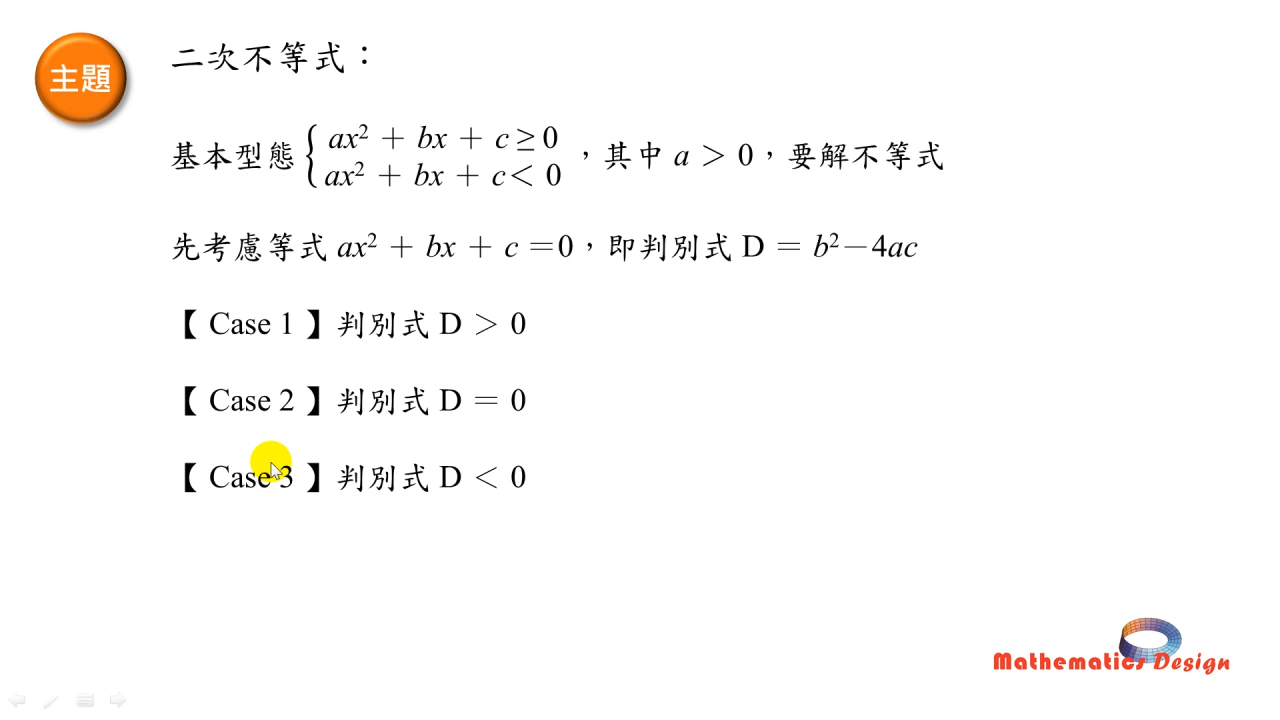 主題
二次不等式：
基本型態 { ax² + bx + c ≥ 0
ax² + bx + c < 0 ，其中 a > 0，要解不等式
先考慮等式 ax² + bx + c =0，即判別式 D = b²－4ac
【 Case 1 】判別式 D > 0
【 Case 2 】判別式 D = 0
【 Case 3 】判別式 D < 0
Mathematics Design